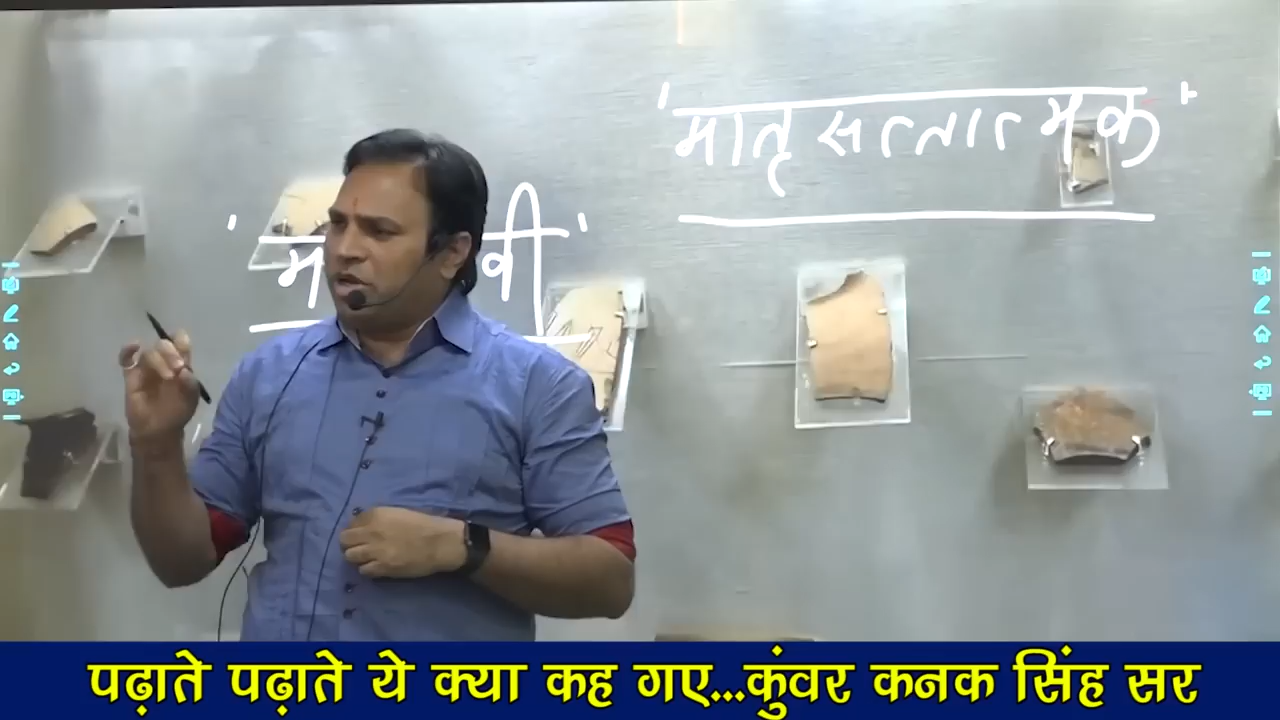 'मातृसत्तात्मक'
पढ़ाते पढ़ाते ये क्या कह गए...कुंवर कनक सिंह सर